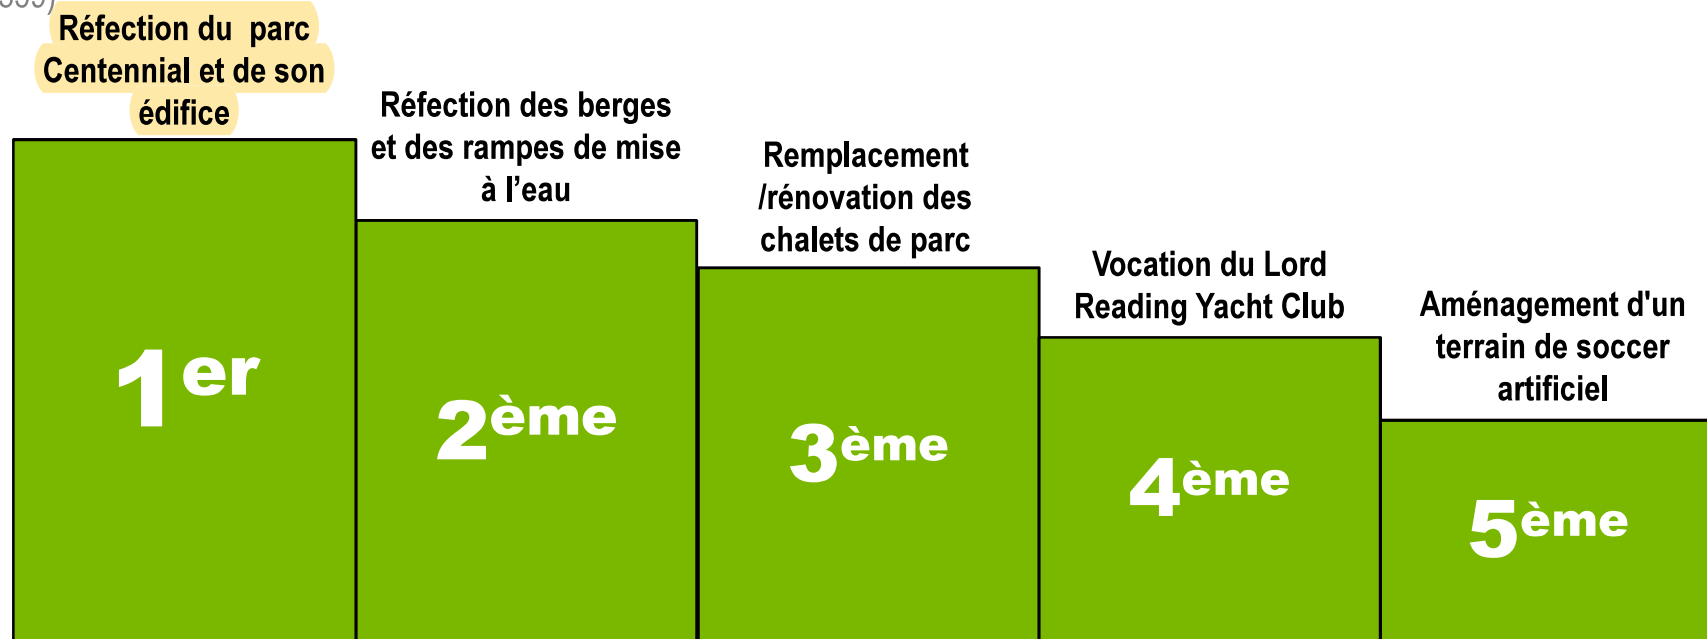 Réfection du parc
Centennial et de son
édifice
Réfection des berges
et des rampes de mise
à l'eau
Remplacement
/rénovation des
chalets de parc
Vocation du Lord
Reading Yacht Club
Aménagement d'un
terrain de soccer
artificiel
1er
2ème
3ème
4ème
5ème